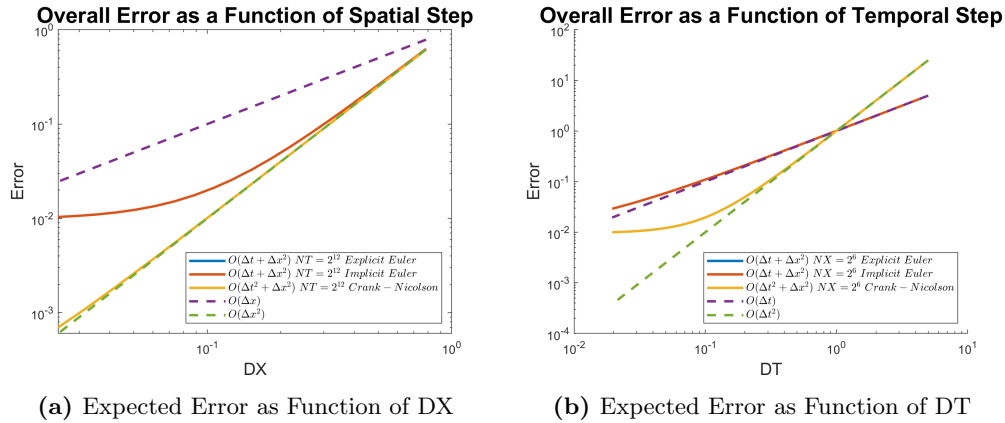 Overall Error as a Function of Spatial Step
10^0
10^-1
10^-2
10^-3
Error
O(Δt + Δx^2) NT = 2^12 Explicit Euler
O(Δt + Δx^2) NT = 2^12 Implicit Euler
O(Δt^2 + Δx^2) NT = 2^12 Crank−Nicolson
O(Δx)
O(Δx^2)
10^-1
10^0
DX
(a) Expected Error as Function of DX
Overall Error as a Function of Temporal Step
10^2
10^1
10^0
10^-1
10^-2
10^-3
10^-4
Error
O(Δt + Δx^2) NX = 2^6 Explicit Euler
O(Δt + Δx^2) NX = 2^6 Implicit Euler
O(Δt^2 + Δx^2) NX = 2^6 Crank−Nicolson
O(Δt)
O(Δt^2)
10^-2
10^-1
10^0
10^1
DT
(b) Expected Error as Function of DT